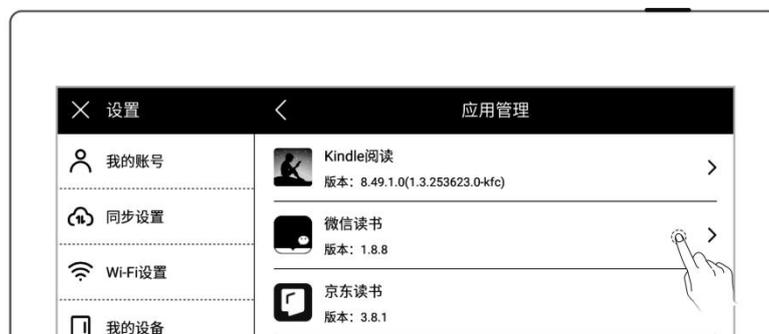 设置
应用管理
我的账号
同步设置
Wi-Fi设置
我的设备
Kindle阅读
版本：8.49.1.0(1.3.253623.0-kfc)
微信读书
版本：1.8.8
京东读书
版本：3.8.1